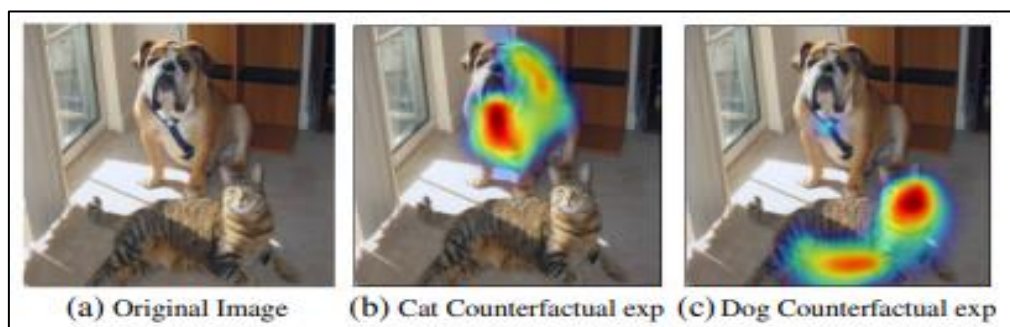 (a) Original Image
(b) Cat Counterfactual exp
(c) Dog Counterfactual exp